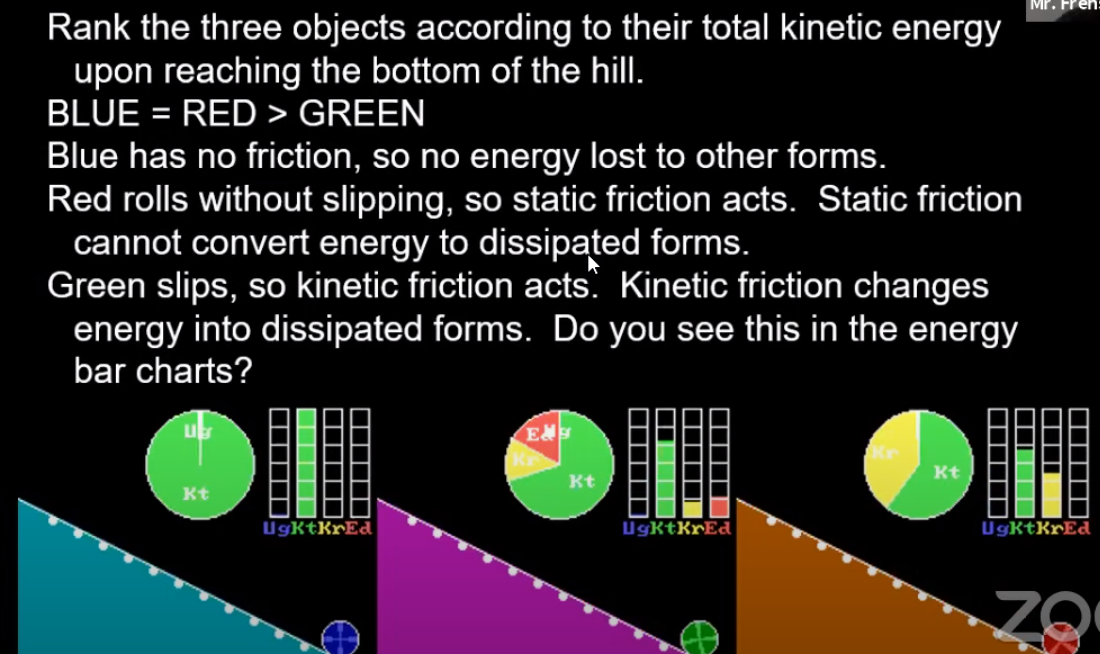 Mr. Frens
Rank the three objects according to their total kinetic energy
upon reaching the bottom of the hill.
BLUE = RED > GREEN
Blue has no friction, so no energy lost to other forms.
Red rolls without slipping, so static friction acts.  Static friction
cannot convert energy to dissipated forms.
Green slips, so kinetic friction acts.  Kinetic friction changes
energy into dissipated forms.  Do you see this in the energy
bar charts?
Ug
Kt
UgKtKrEd
Ed Ug
Kr
Kt
UgKtKrEd
Kr
Kt
UgKtKrEd